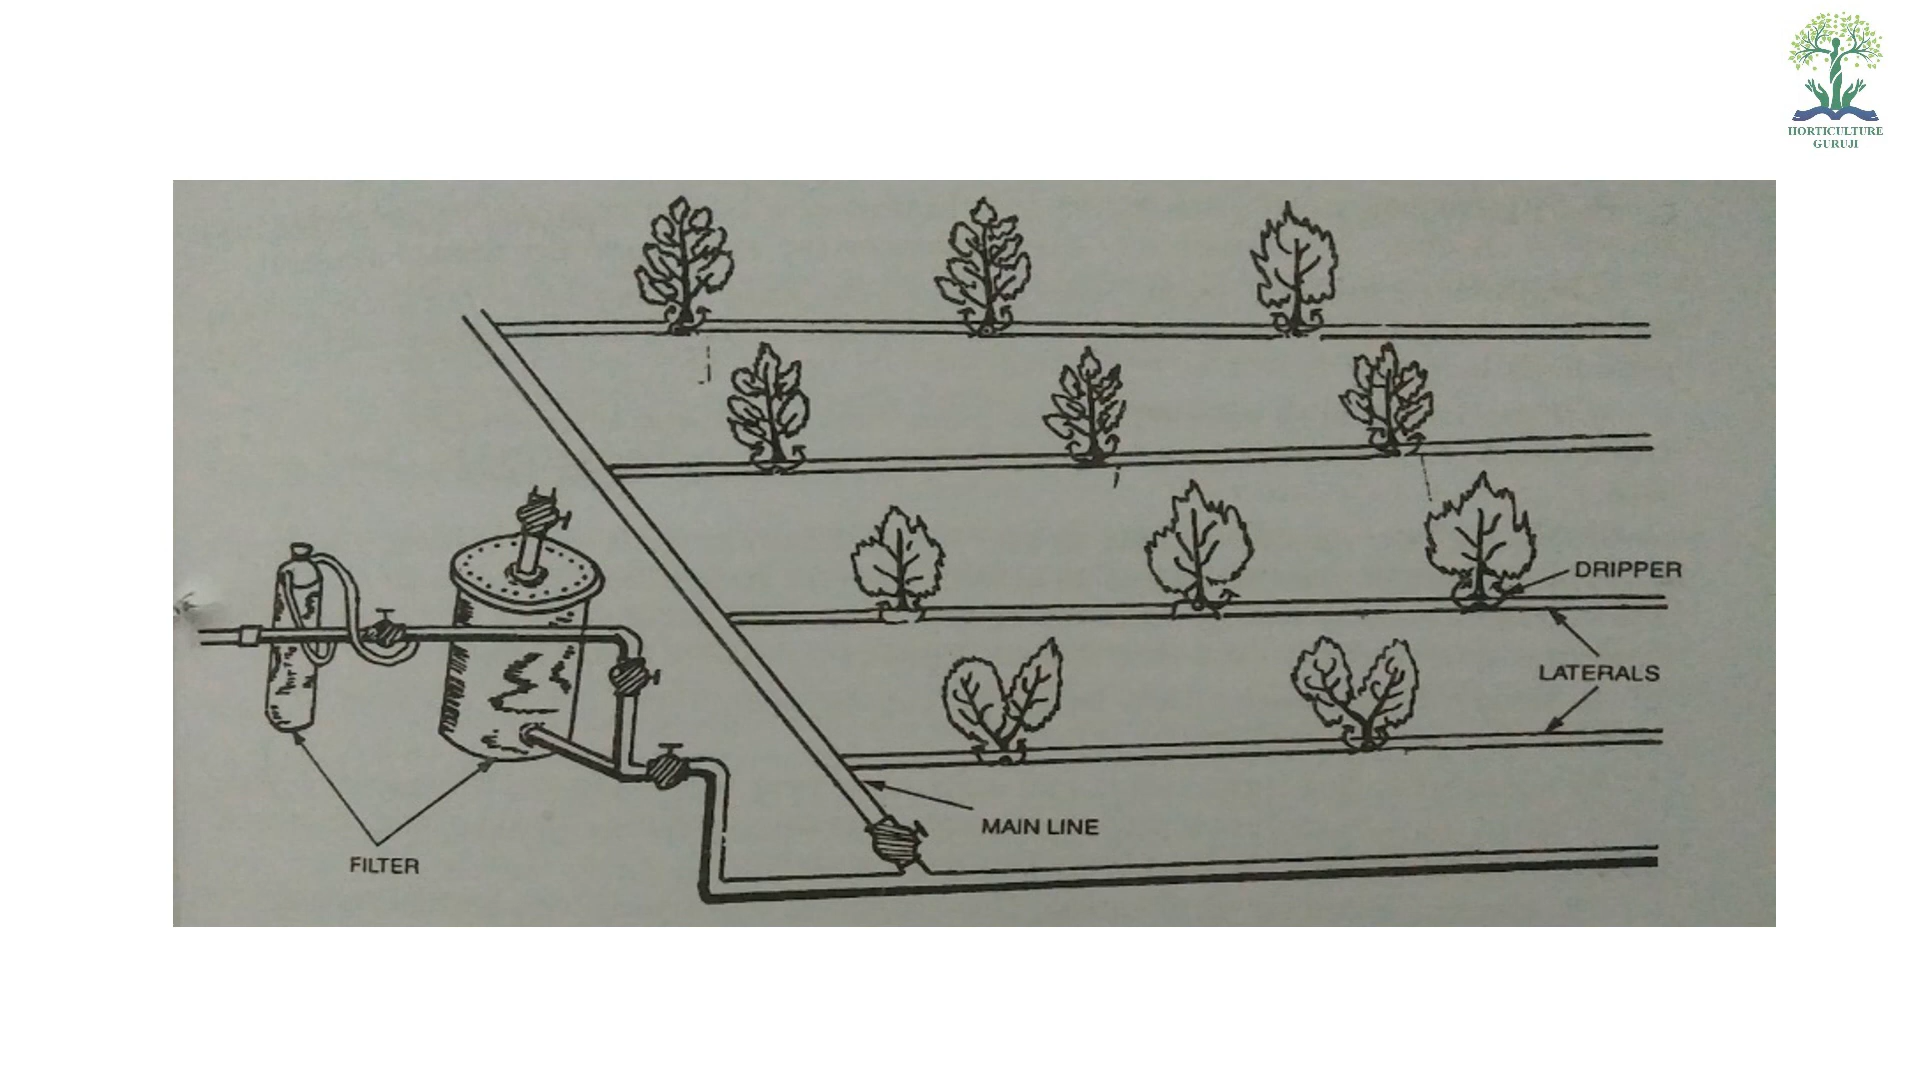 HORTICULTURE
GURUJI
DRIPPER
LATERALS
MAIN LINE
FILTER